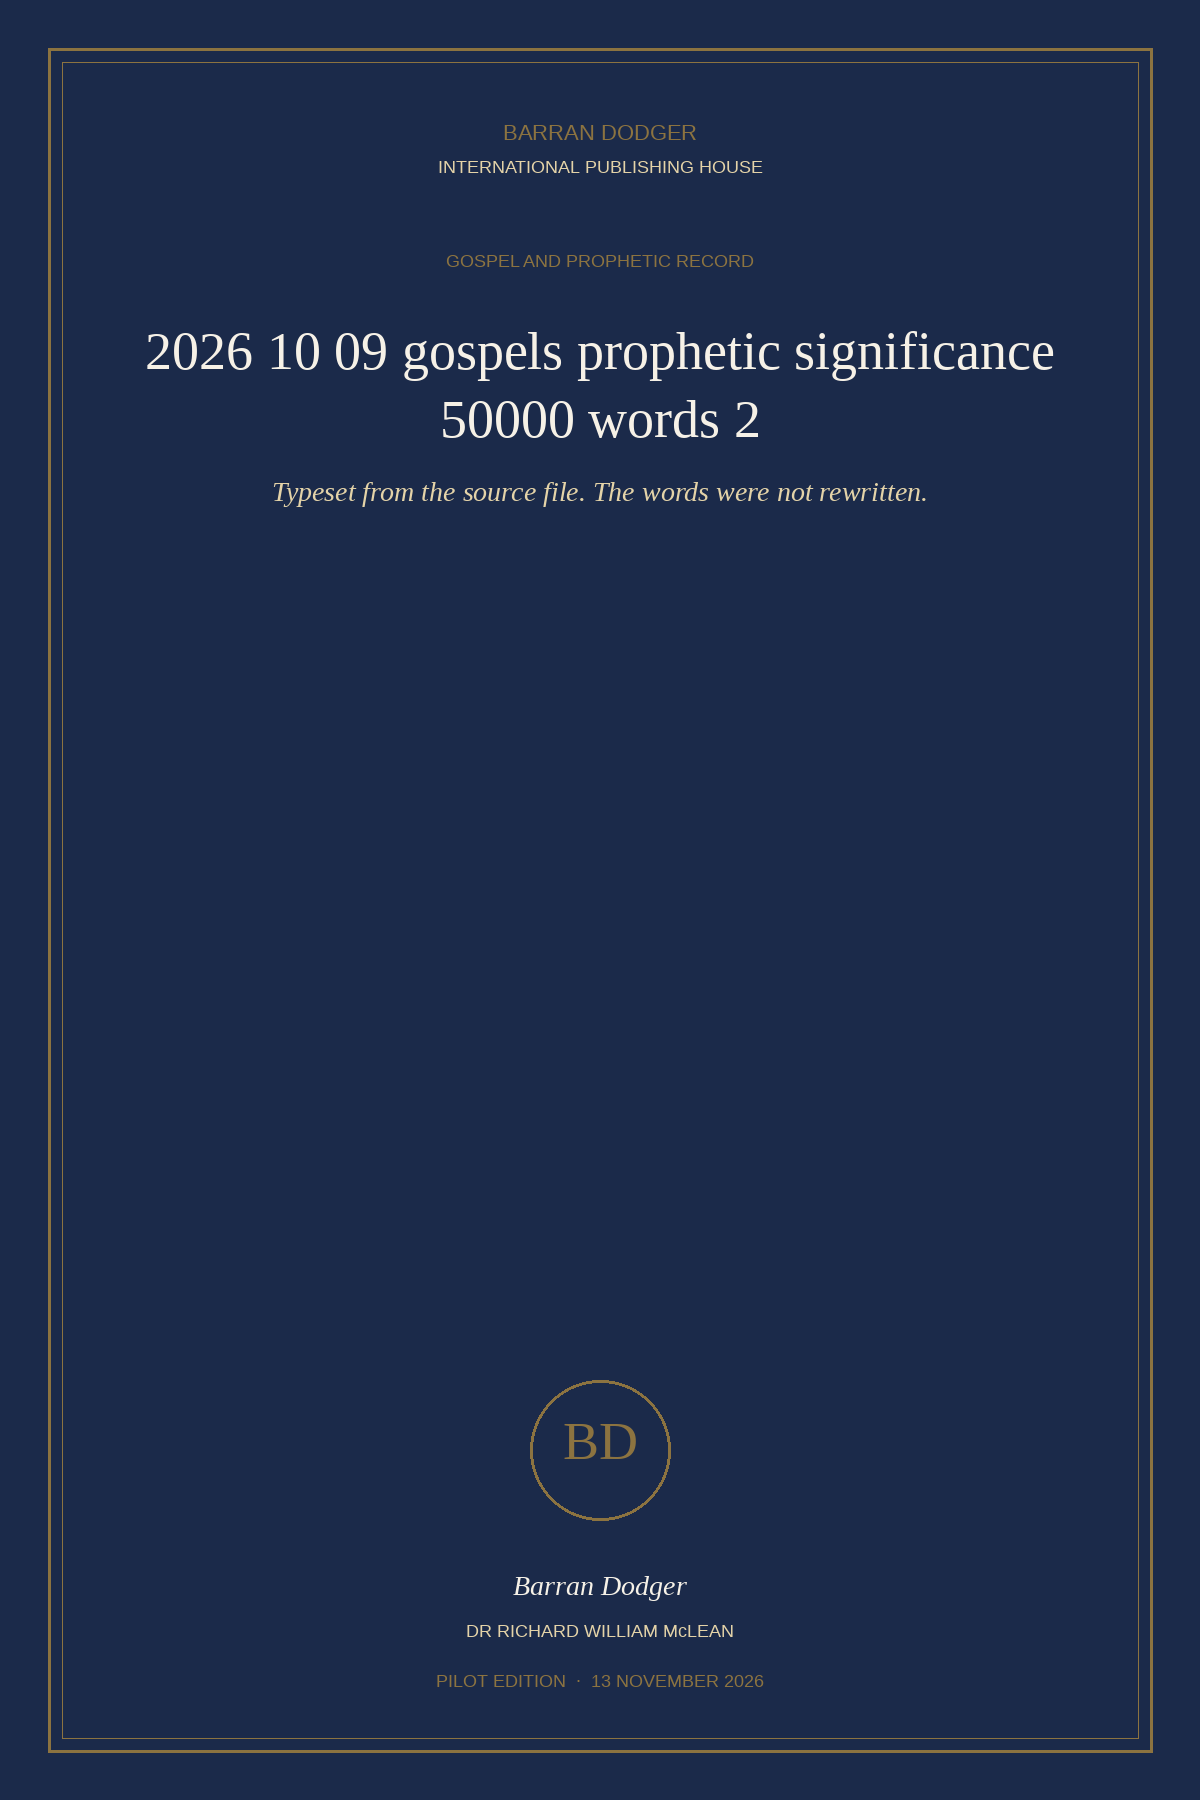 BARRAN DODGER
INTERNATIONAL PUBLISHING HOUSE
GOSPEL AND PROPHETIC RECORD
2026 10 09 gospels prophetic significance
50000 words 2
Typeset from the source file. The words were not rewritten.
BD
Barran Dodger
DR RICHARD WILLIAM McLEAN
PILOT EDITION · 13 NOVEMBER 2026